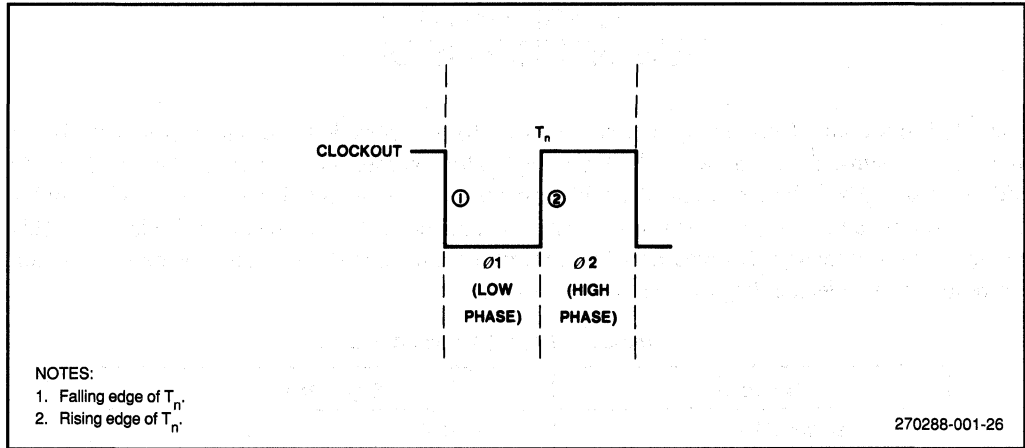 Tn
CLOCKOUT
① ②
Ø1 Ø2
(LOW (HIGH
PHASE) PHASE)
NOTES:
1. Falling edge of Tn.
2. Rising edge of Tn.
270288-001-26